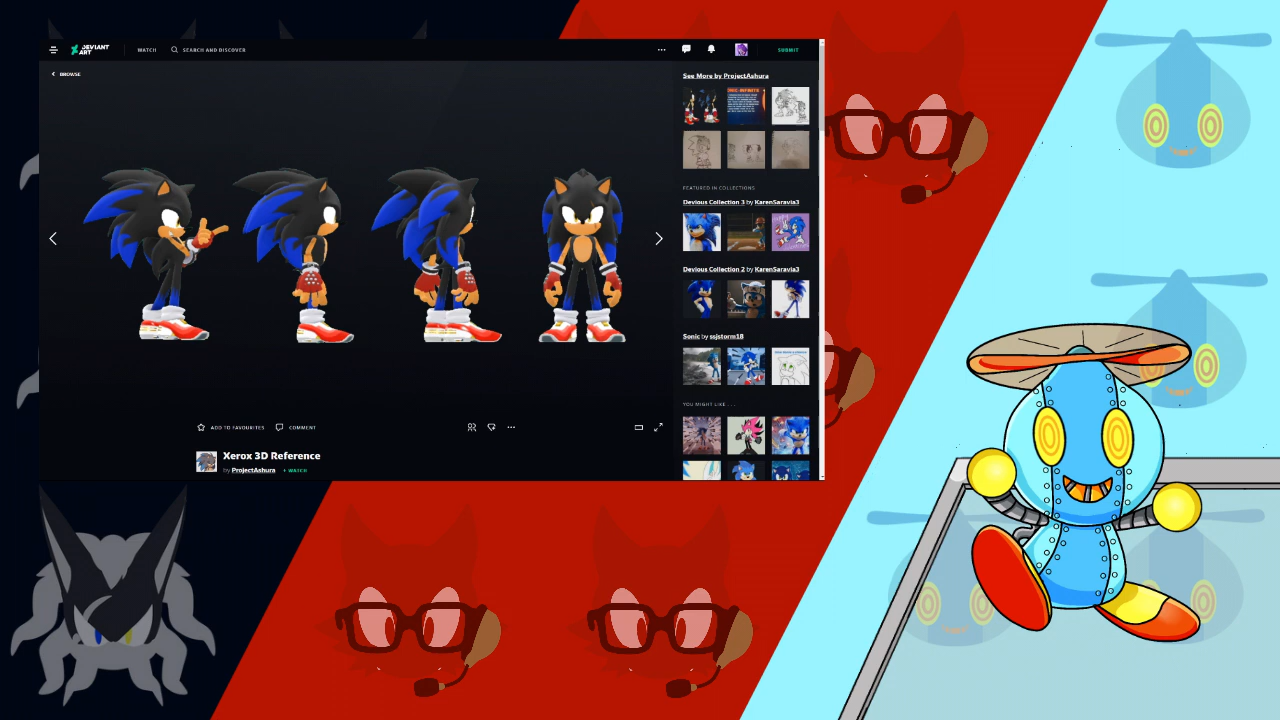 DEVIANT ART
WATCH
SEARCH AND DISCOVER
SUBMIT
BROWSE
See More by ProjectAshura
FEATURED IN COLLECTIONS
Devious Collection 3 by KarenSaravia3
Devious Collection 2 by KarenSaravia3
Sonic by ssjstorm18
YOU MIGHT LIKE . . .
ADD TO FAVOURITES
COMMENT
Xerox 3D Reference
by ProjectAshura + WATCH